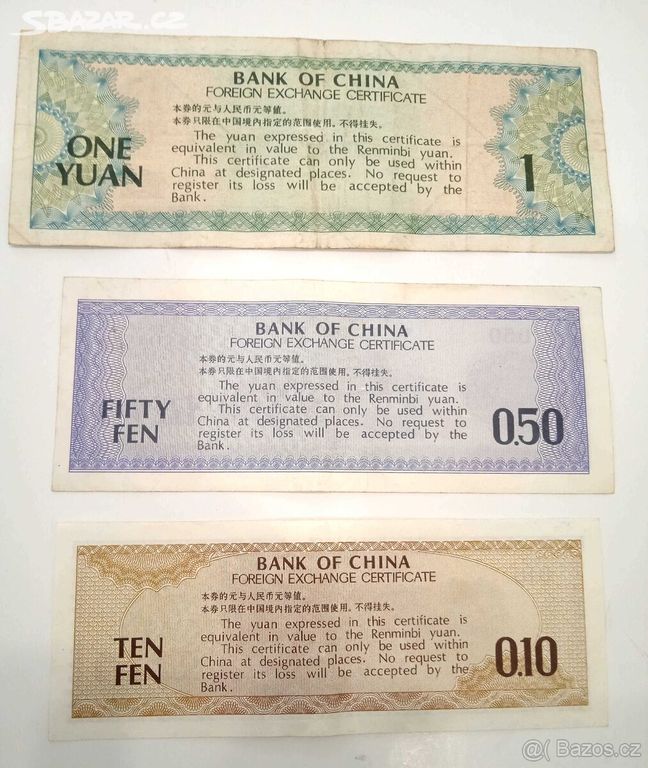 SBAZAR.CZ
BANK OF CHINA
FOREIGN EXCHANGE CERTIFICATE
本券的元与人民币元等值。
本券只限在中国境内指定的范围使用。不得挂失。
The yuan expressed in this certificate is
equivalent in value to the Renminbi yuan.
This certificate can only be used within
China at designated places. No request to
register its loss will be accepted by the
Bank.
ONE
YUAN
1
BANK OF CHINA
FOREIGN EXCHANGE CERTIFICATE
本券的元与人民币元等值。
本券只限在中国境内指定的范围使用。不得挂失。
The yuan expressed in this certificate is
equivalent in value to the Renminbi yuan.
This certificate can only be used within
China at designated places. No request to
register its loss will be accepted by the
Bank.
FIFTY
FEN
0.50
BANK OF CHINA
FOREIGN EXCHANGE CERTIFICATE
本券的元与人民币元等值。
本券只限在中国境内指定的范围使用。不得挂失。
The yuan expressed in this certificate is
equivalent in value to the Renminbi yuan.
This certificate can only be used within
China at designated places. No request to
register its loss will be accepted by the
Bank.
TEN
FEN
0.10
@( Bazos.cz